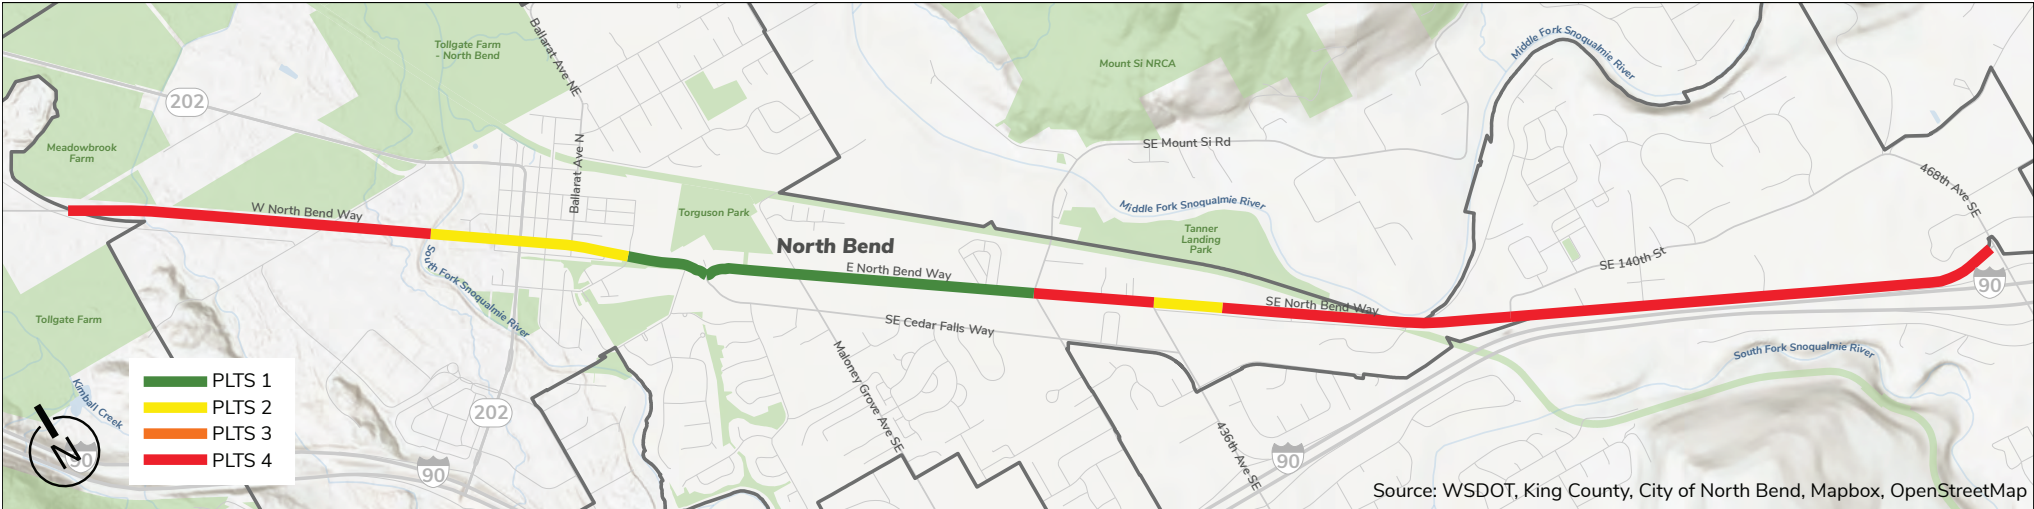 Ballarat Ave NE
Tollgate Farm
- North Bend
Mount Si NRCA
Middle Fork Snoqualmie River
202
Meadowbrook
Farm
Ballarat Ave N
SE Mount Si Rd
468th Ave SE
W North Bend Way
Torguson Park
Middle Fork Snoqualmie River
Tanner
Landing
Park
North Bend
E North Bend Way
SE 140th St
90
South Fork Snoqualmie River
SE North Bend Way
Tollgate Farm
SE Cedar Falls Way
Maloney Grove Ave SE
South Fork Snoqualmie River
Kimball Creek
PLTS 1
PLTS 2
PLTS 3
PLTS 4
202
436th Ave SE
N
90
90
90
Source: WSDOT, King County, City of North Bend, Mapbox, OpenStreetMap